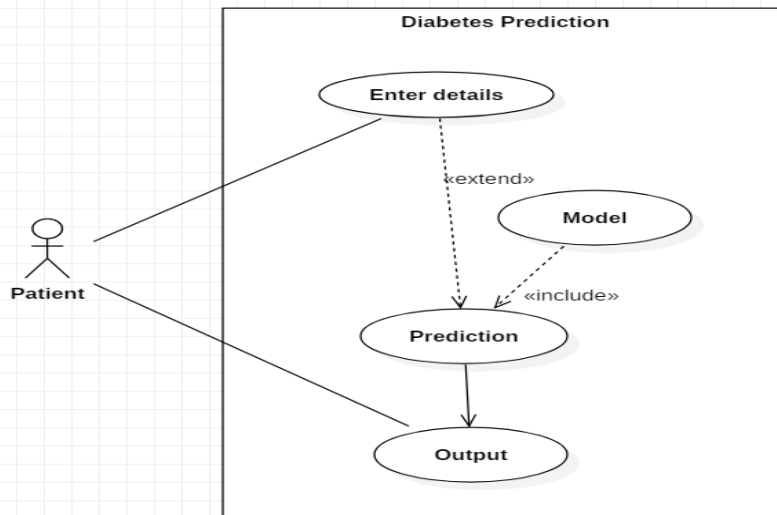 Diabetes Prediction
Enter details
«extend»
Model
Patient
«include»
Prediction
Output